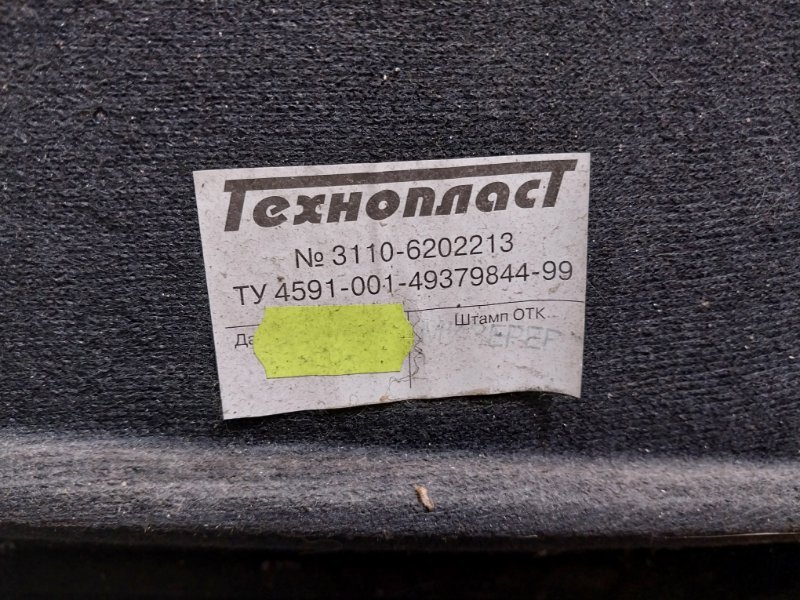 Технопласт
№ 3110-6202213
ТУ 4591-001-49379844-99
Штамп ОТК